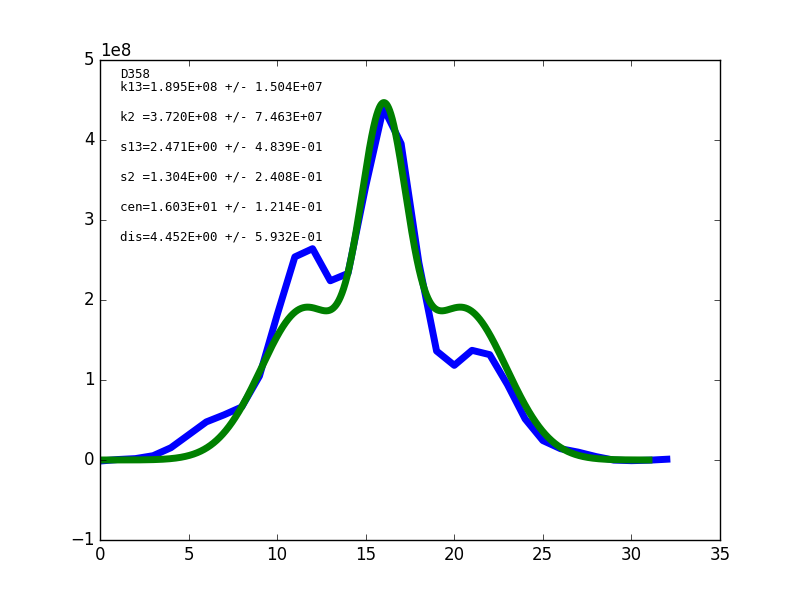 1e8
D358
k13=1.895E+08 +/- 1.504E+07
k2 =3.720E+08 +/- 7.463E+07
s13=2.471E+00 +/- 4.839E-01
s2 =1.304E+00 +/- 2.408E-01
cen=1.603E+01 +/- 1.214E-01
dis=4.452E+00 +/- 5.932E-01
5
4
3
2
1
0
−1
0 5 10 15 20 25 30 35